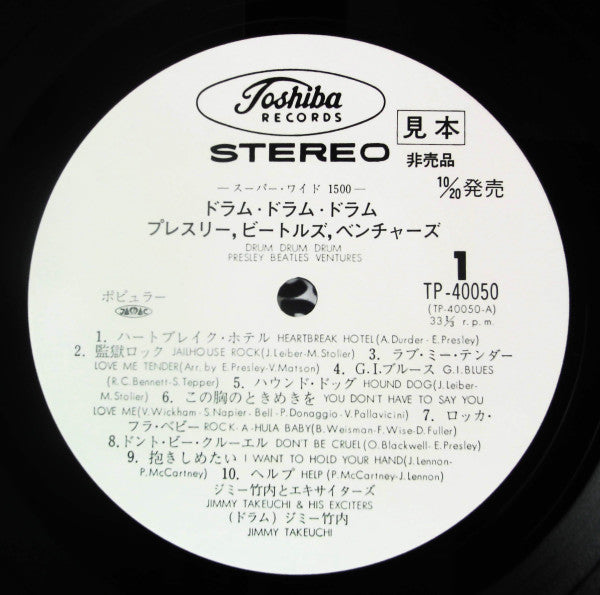 Toshiba
RECORDS
STEREO
見本
非売品
10/20発売
―スーパー・ワイド 1500―
ドラム・ドラム・ドラム
プレスリー, ビートルズ, ベンチャーズ
DRUM DRUM DRUM
PRESLEY BEATLES VENTURES
1
TP-40050
(TP-40050-A)
33⅓ r.p.m.
ポピュラー
1. ハートブレイク・ホテル HEARTBREAK HOTEL(A.Durder-E.Presley)
2. 監獄ロック JAILHOUSE ROCK(J.Leiber-M.Stoller) 3. ラブ・ミー・テンダー
LOVE ME TENDER(Arr. by E.Presley-V.Matson) 4. G.I.ブルース G.I.BLUES
(R.C.Bennett-S.Tepper) 5. ハウンド・ドッグ HOUND DOG(J.Leiber-
M.Stoller) 6. この胸のときめきを YOU DON'T HAVE TO SAY YOU
LOVE ME(V.Wickham-S.Napier-Bell-P.Donaggio-V.Pallavicini) 7. ロッカ・
フラ・ベビー ROCK-A-HULA BABY(B.Weisman-F.Wise-D.Fuller)
8. ドント・ビー・クルーエル DON'T BE CRUEL(O.Blackwell-E.Presley)
9. 抱きしめたい I WANT TO HOLD YOUR HAND(J.Lennon-
P.McCartney) 10. ヘルプ HELP (P.McCartney-J.Lennon)
ジミー竹内とエキサイターズ
JIMMY TAKEUCHI & HIS EXCITERS
(ドラム) ジミー竹内
JIMMY TAKEUCHI